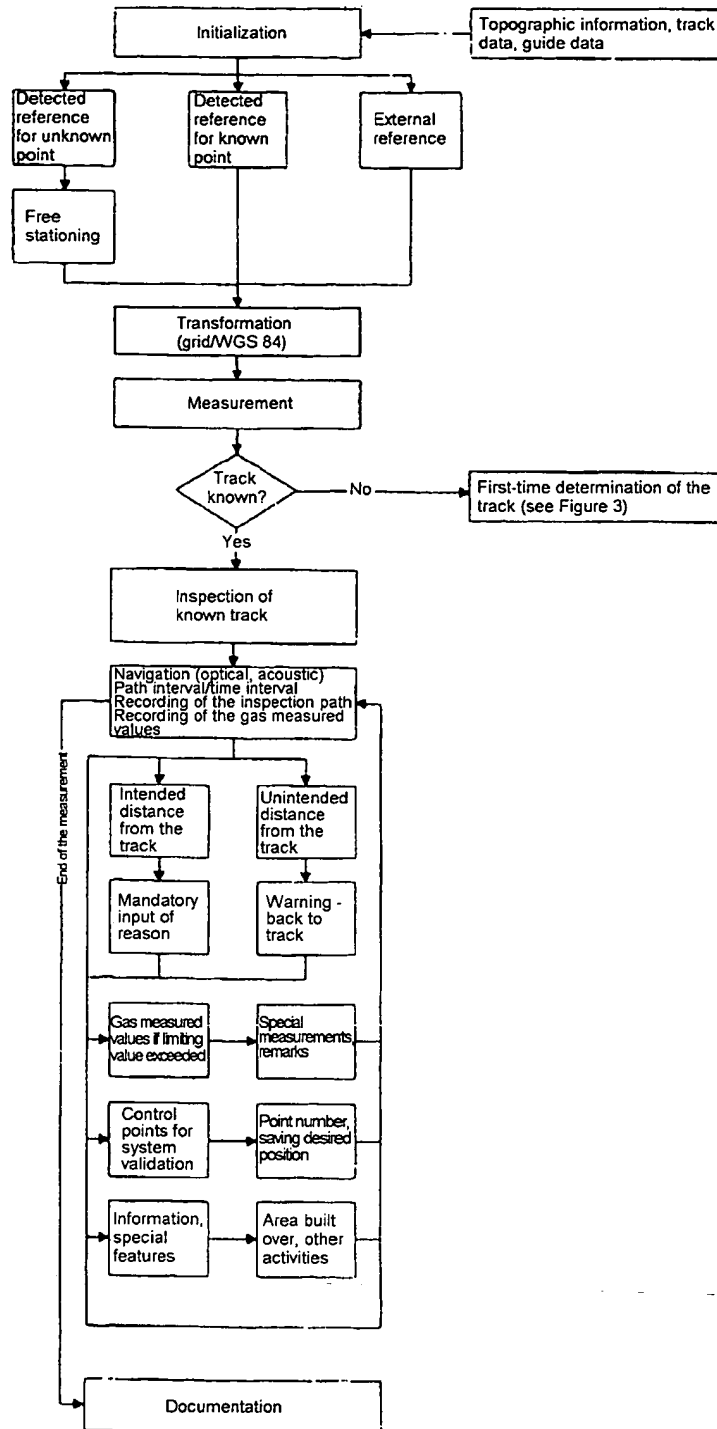 Initialization
Topographic information, track
data, guide data
Detected
reference
for unknown
point
Detected
reference
for known
point
External
reference
Free
stationing
Transformation
(grid/WGS 84)
Measurement
Track
known?
No
First-time determination of the
track (see Figure 3)
Yes
Inspection of
known track
Navigation (optical, acoustic)
Path interval/time interval
Recording of the inspection path
Recording of the gas measured
values
End of the measurement
Intended
distance
from the
track
Unintended
distance
from the
track
Mandatory
input of
reason
Warning -
back to
track
Gas measured
values if limiting
value exceeded
Special
measurements,
remarks
Control
points for
system
validation
Point number,
saving desired
position
Information,
special
features
Area built
over, other
activities
Documentation